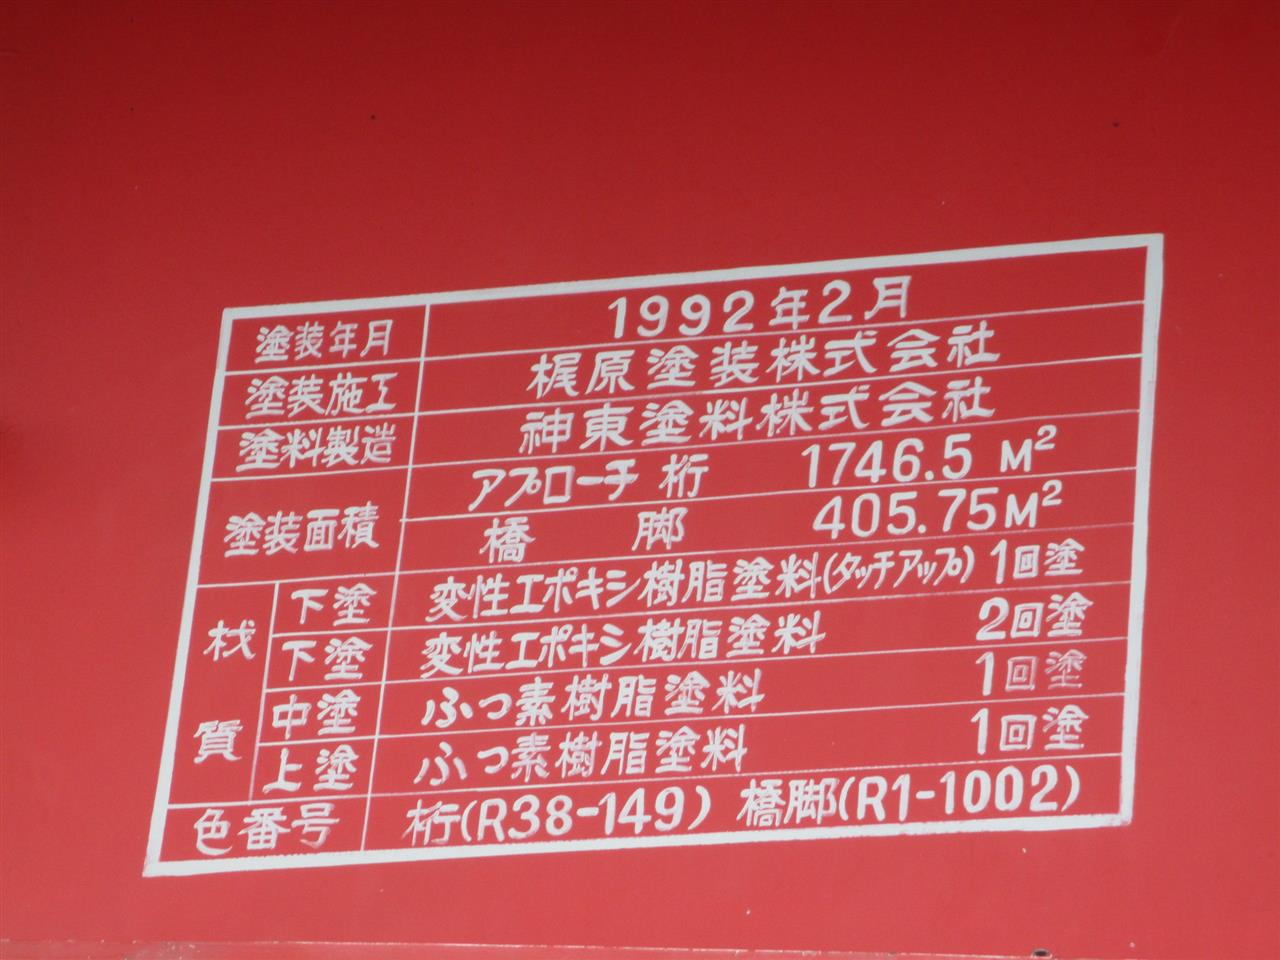 塗装年月 1992年2月
塗装施工 梶原塗装株式会社
塗料製造 神東塗料株式会社
塗装面積 アプローチ桁 1746.5 M²
橋脚 405.75M²
材質 下塗 変性エポキシ樹脂塗料(タッチアップ) 1回塗
下塗 変性エポキシ樹脂塗料 2回塗
中塗 ふっ素樹脂塗料 1回塗
上塗 ふっ素樹脂塗料 1回塗
色番号 桁(R38-149) 橋脚(R1-1002)